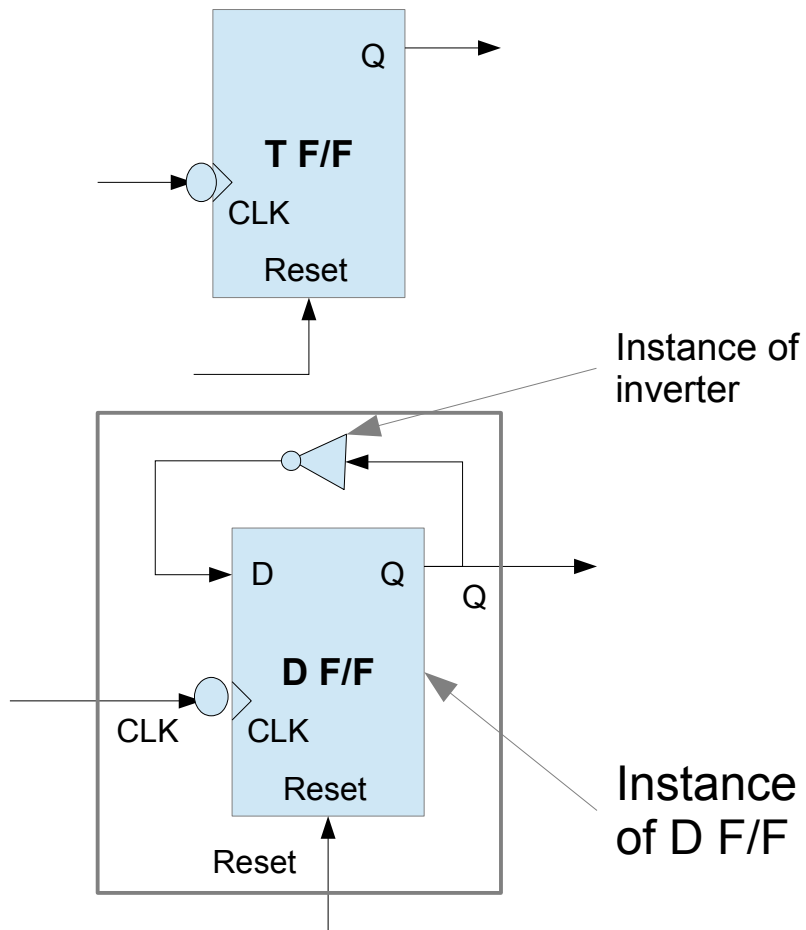 Q
T F/F
CLK
Reset
Instance of
inverter
D
Q
Q
D F/F
CLK
CLK
Reset
Reset
Instance
of D F/F